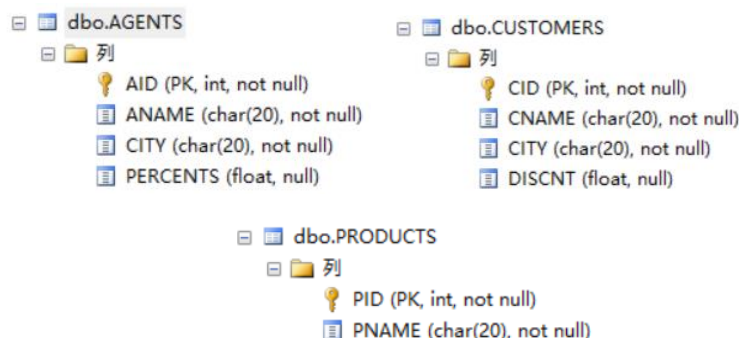 dbo.AGENTS
列
AID (PK, int, not null)
ANAME (char(20), not null)
CITY (char(20), not null)
PERCENTS (float, null)
dbo.CUSTOMERS
列
CID (PK, int, not null)
CNAME (char(20), not null)
CITY (char(20), not null)
DISCNT (float, null)
dbo.PRODUCTS
列
PID (PK, int, not null)
PNAME (char(20), not null)